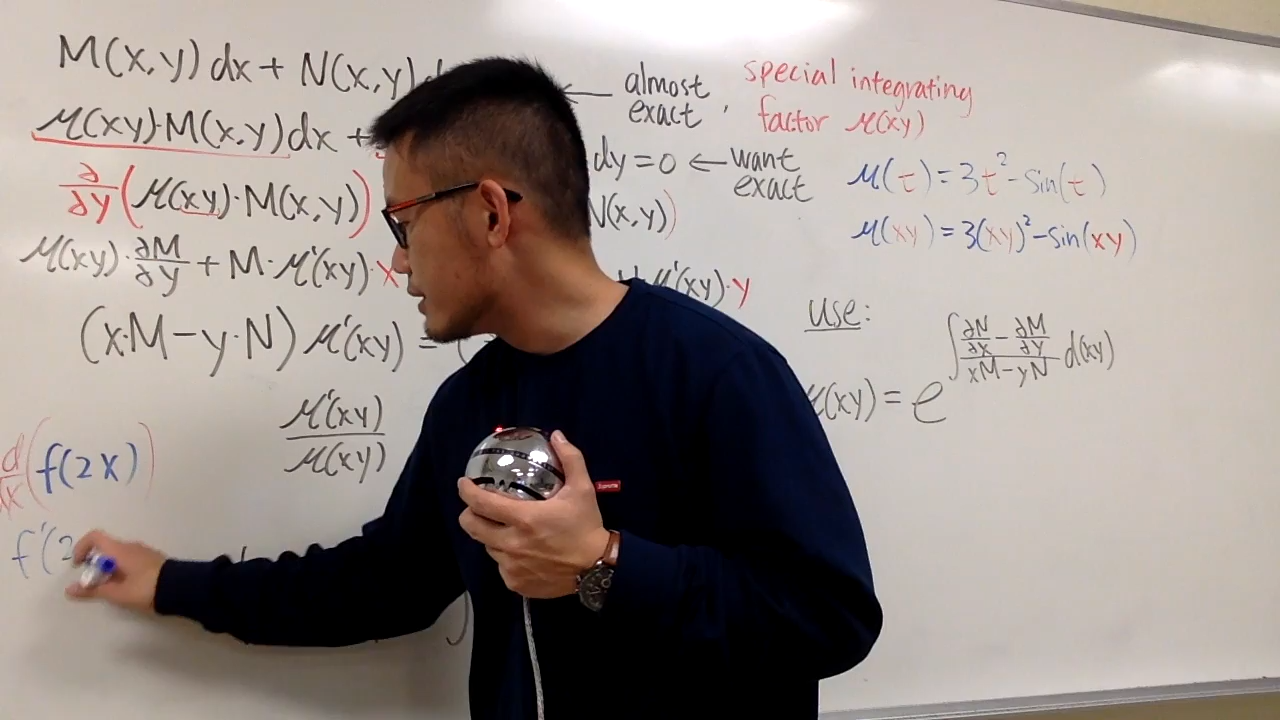 M(x,y) dx + N(x,y) d ← almost exact, special integrating factor μ(xy)
μ(xy)·M(x,y)dx + dy = 0 ← want exact
∂/∂y (μ(xy)·M(x,y)) N(x,y))
μ(t) = 3t² - sin(t)
μ(xy) = 3(xy)² - sin(xy)
μ(xy)·∂M/∂y + M·μ'(xy)·x μ'(xy)·y
(x·M - y·N) μ'(xy) = (
μ'(xy)/μ(xy)
use:
μ(xy) = e^∫ (∂N/∂x - ∂M/∂y)/(xM - yN) d(xy)
d/dx (f(2x))
f'(2
Supreme